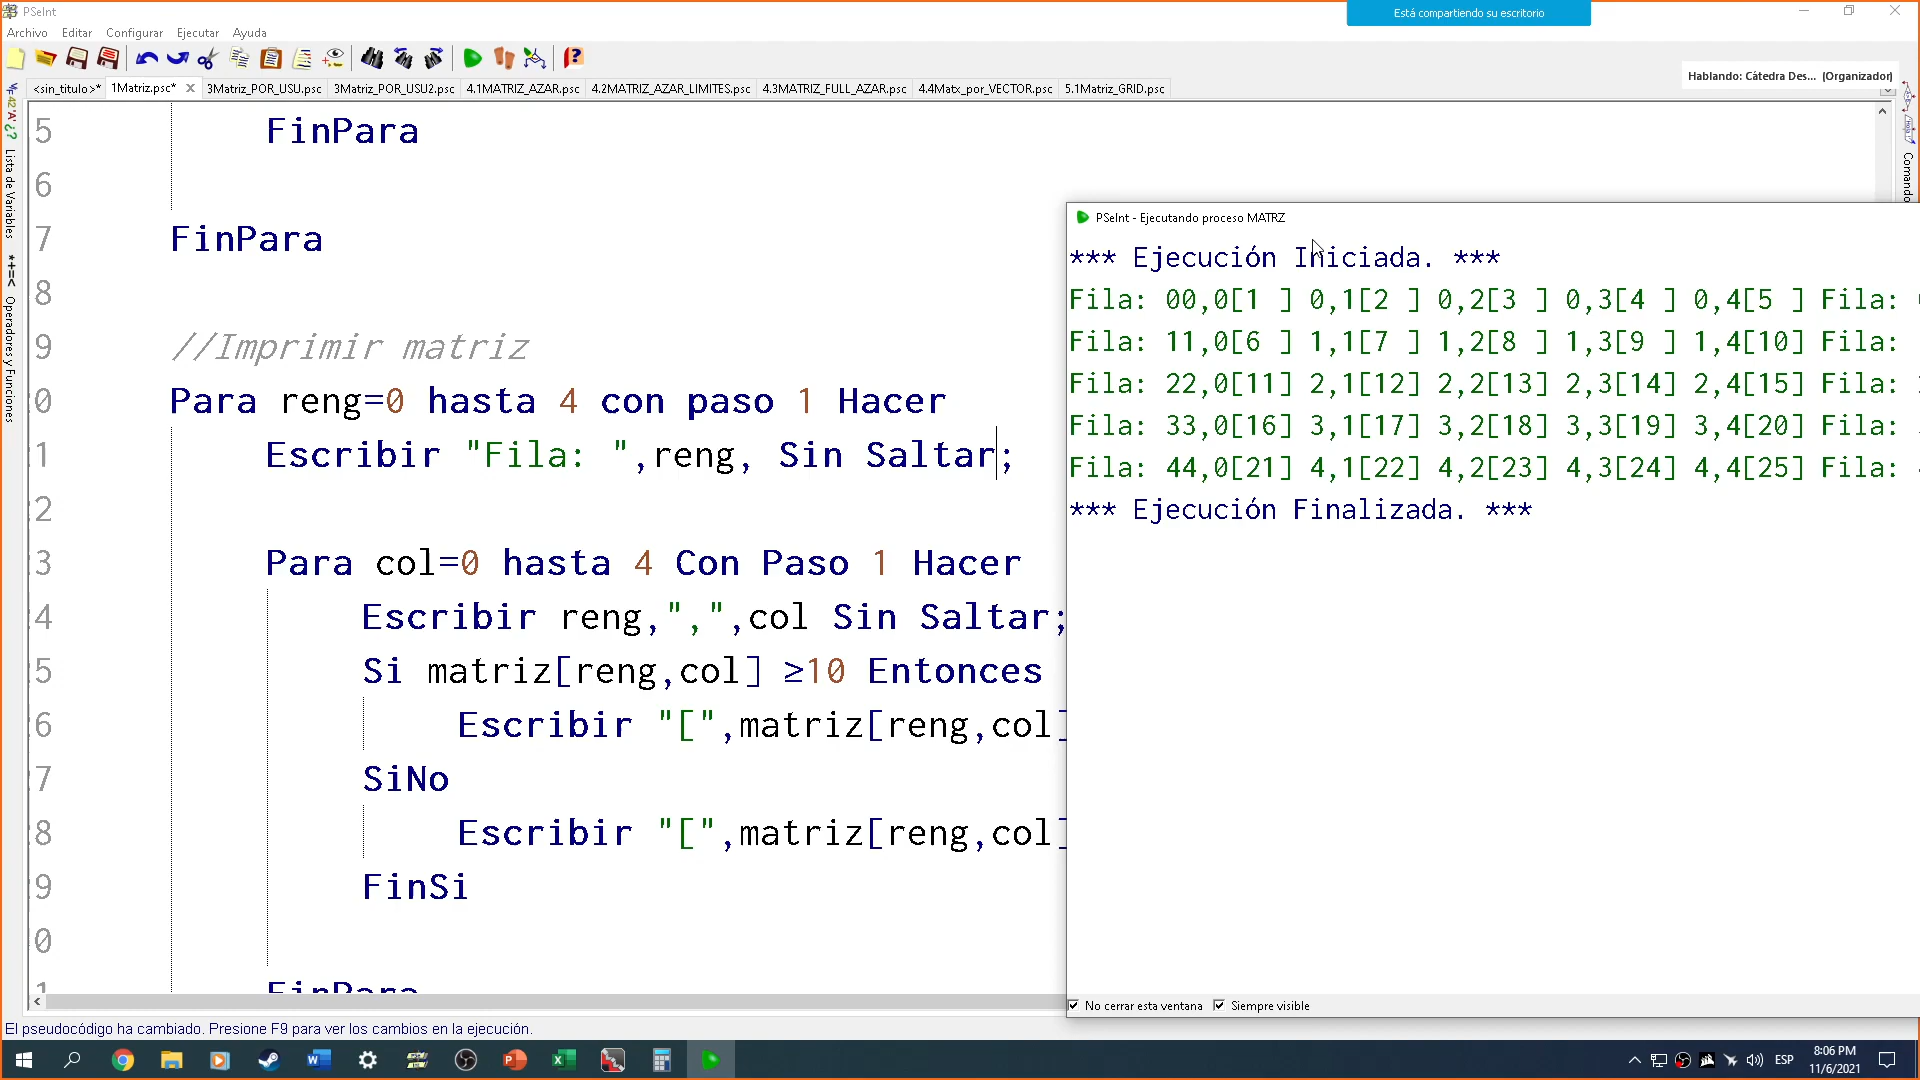 PSeInt
Está compartiendo su escritorio
Archivo Editar Configurar Ejecutar Ayuda
Hablando: Cátedra Des... (Organizador)
<sin_titulo>* 1Matriz.psc* 3Matriz_POR_USU.psc 3Matriz_POR_USU2.psc 4.1MATRIZ_AZAR.psc 4.2MATRIZ_AZAR_LIMITES.psc 4.3MATRIZ_FULL_AZAR.psc 4.4Matx_por_VECTOR.psc 5.1Matriz_GRID.psc
Lista de Variables
Operadores y Funciones
Comando
5 FinPara
6
7 FinPara
8
9 //Imprimir matriz
0 Para reng=0 hasta 4 con paso 1 Hacer
1 Escribir "Fila: ",reng, Sin Saltar;
2
3 Para col=0 hasta 4 Con Paso 1 Hacer
4 Escribir reng,",",col Sin Saltar;
5 Si matriz[reng,col] ≥10 Entonces
6 Escribir "[",matriz[reng,col]
7 SiNo
8 Escribir "[",matriz[reng,col]
9 FinSi
0
1 FinPara
PSeInt - Ejecutando proceso MATRZ
*** Ejecución Iniciada. ***
Fila: 00,0[1 ] 0,1[2 ] 0,2[3 ] 0,3[4 ] 0,4[5 ] Fila:
Fila: 11,0[6 ] 1,1[7 ] 1,2[8 ] 1,3[9 ] 1,4[10] Fila:
Fila: 22,0[11] 2,1[12] 2,2[13] 2,3[14] 2,4[15] Fila:
Fila: 33,0[16] 3,1[17] 3,2[18] 3,3[19] 3,4[20] Fila:
Fila: 44,0[21] 4,1[22] 4,2[23] 4,3[24] 4,4[25] Fila:
*** Ejecución Finalizada. ***
No cerrar esta ventana Siempre visible
El pseudocódigo ha cambiado. Presione F9 para ver los cambios en la ejecución.
ESP
8:06 PM
11/6/2021